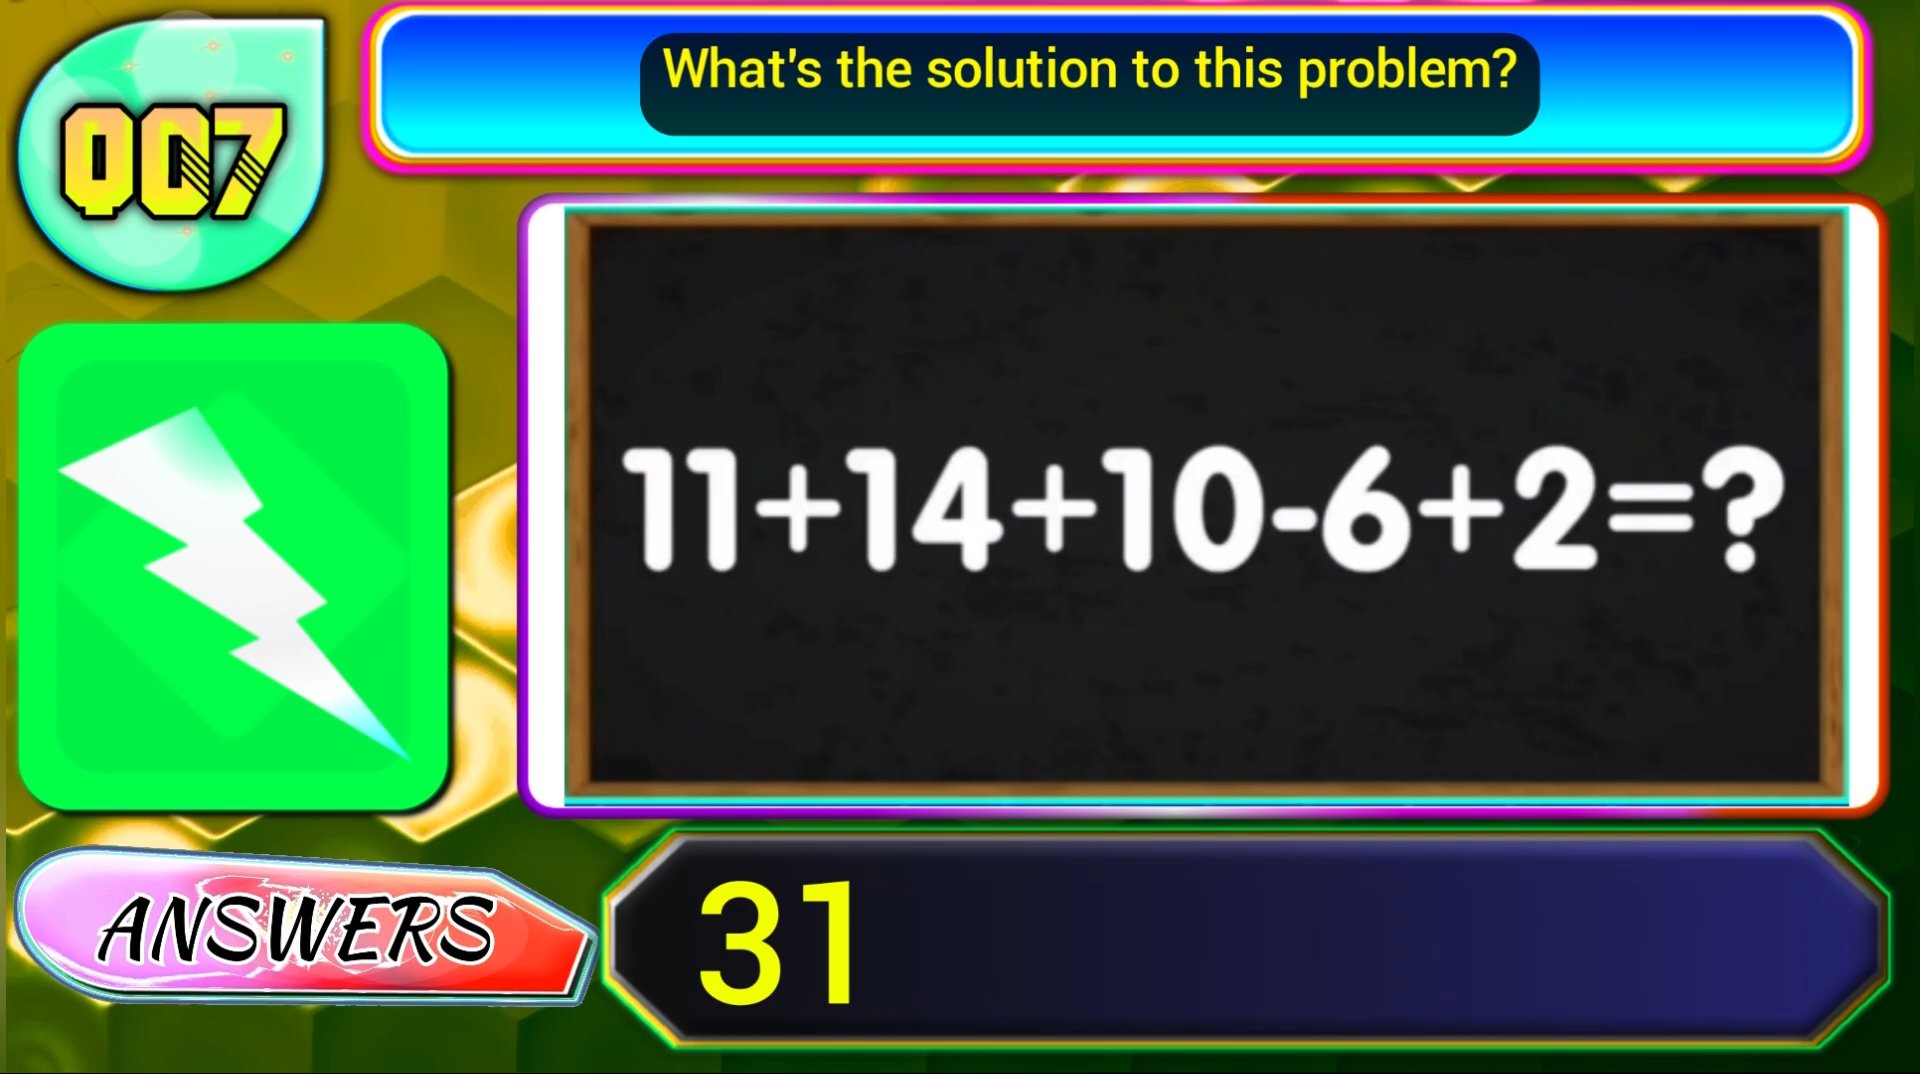 007
What's the solution to this problem?
11+14+10-6+2=?
ANSWERS
31